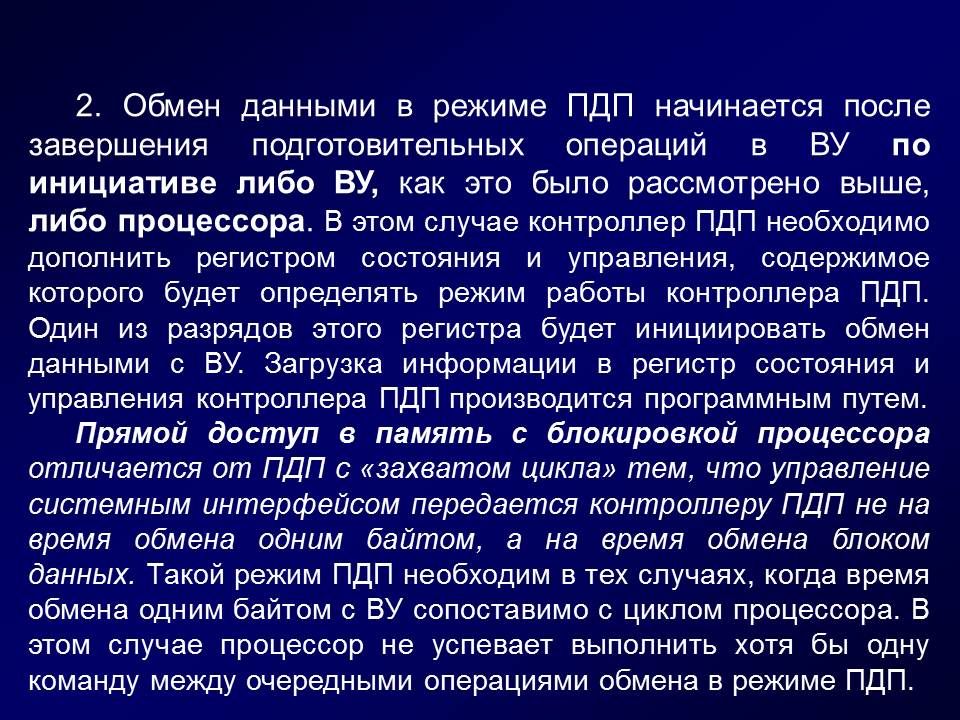 2. Обмен данными в режиме ПДП начинается после
завершения подготовительных операций в ВУ по
инициативе либо ВУ, как это было рассмотрено выше,
либо процессора. В этом случае контроллер ПДП необходимо
дополнить регистром состояния и управления, содержимое
которого будет определять режим работы контроллера ПДП.
Один из разрядов этого регистра будет инициировать обмен
данными с ВУ. Загрузка информации в регистр состояния и
управления контроллера ПДП производится программным путем.
Прямой доступ в память с блокировкой процессора
отличается от ПДП с «захватом цикла» тем, что управление
системным интерфейсом передается контроллеру ПДП не на
время обмена одним байтом, а на время обмена блоком
данных. Такой режим ПДП необходим в тех случаях, когда время
обмена одним байтом с ВУ сопоставимо с циклом процессора. В
этом случае процессор не успевает выполнить хотя бы одну
команду между очередными операциями обмена в режиме ПДП.